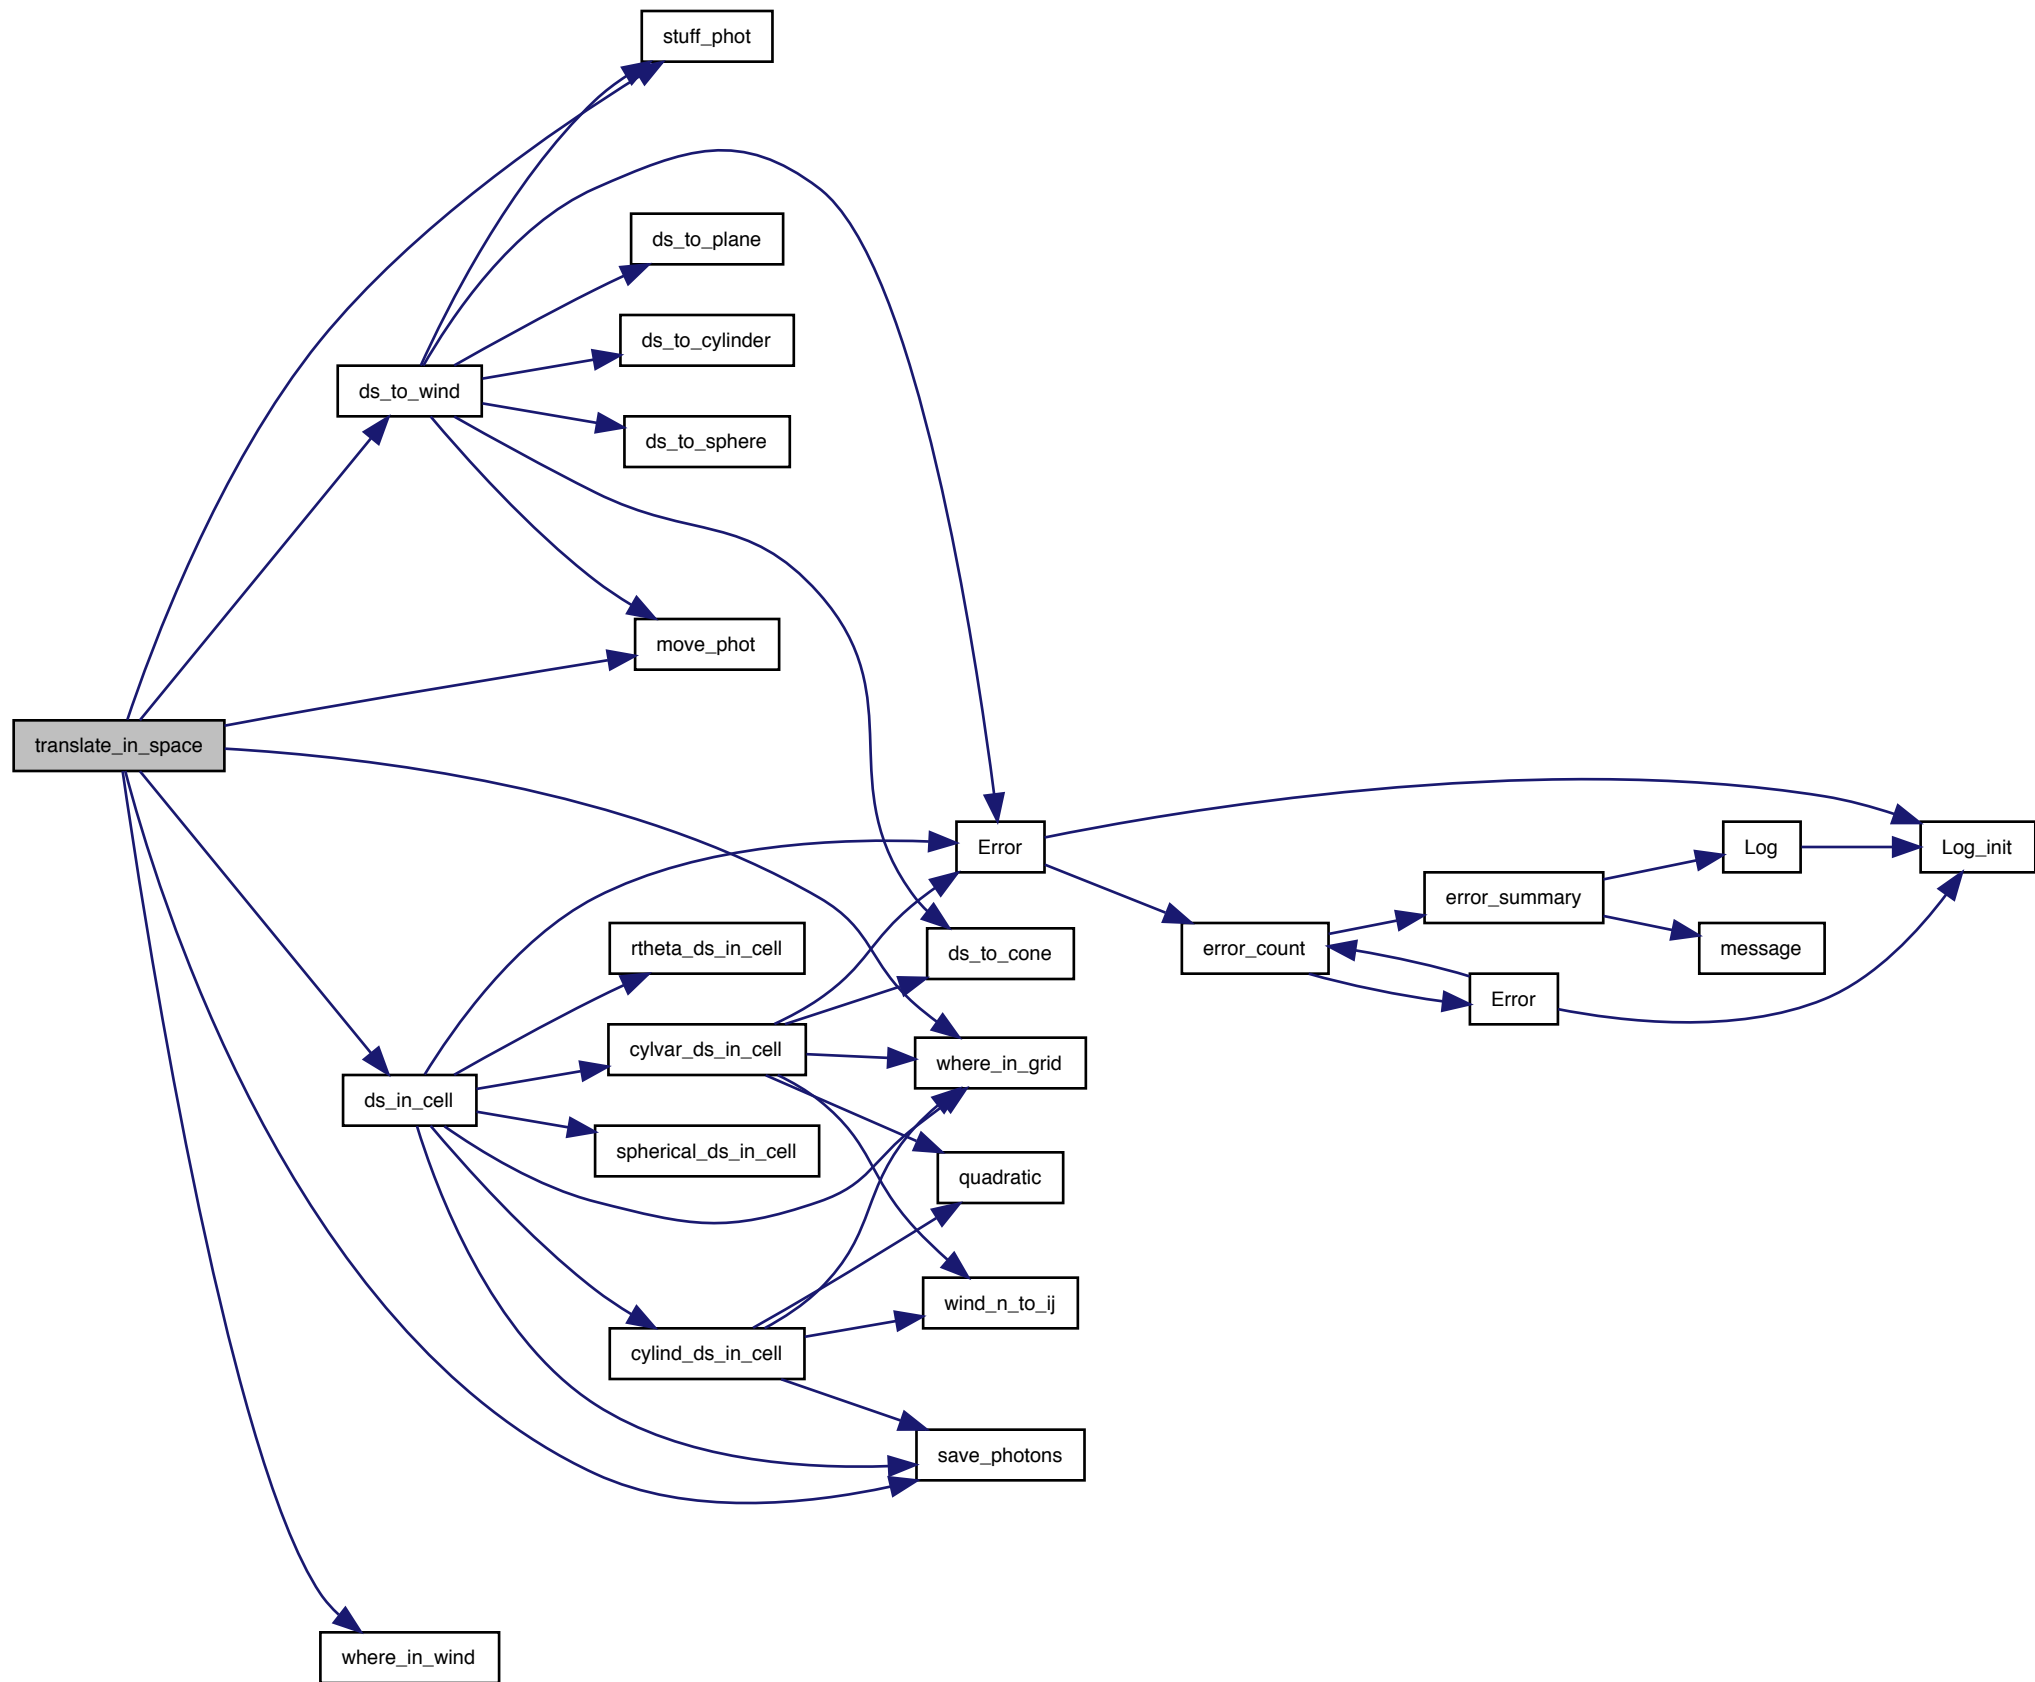 stuff_phot
ds_to_plane
ds_to_cylinder
ds_to_wind
ds_to_sphere
move_phot
translate_in_space
Error
Log
Log_init
error_summary
rtheta_ds_in_cell
ds_to_cone
error_count
message
Error
cylvar_ds_in_cell
where_in_grid
ds_in_cell
spherical_ds_in_cell
quadratic
wind_n_to_ij
cylind_ds_in_cell
save_photons
where_in_wind